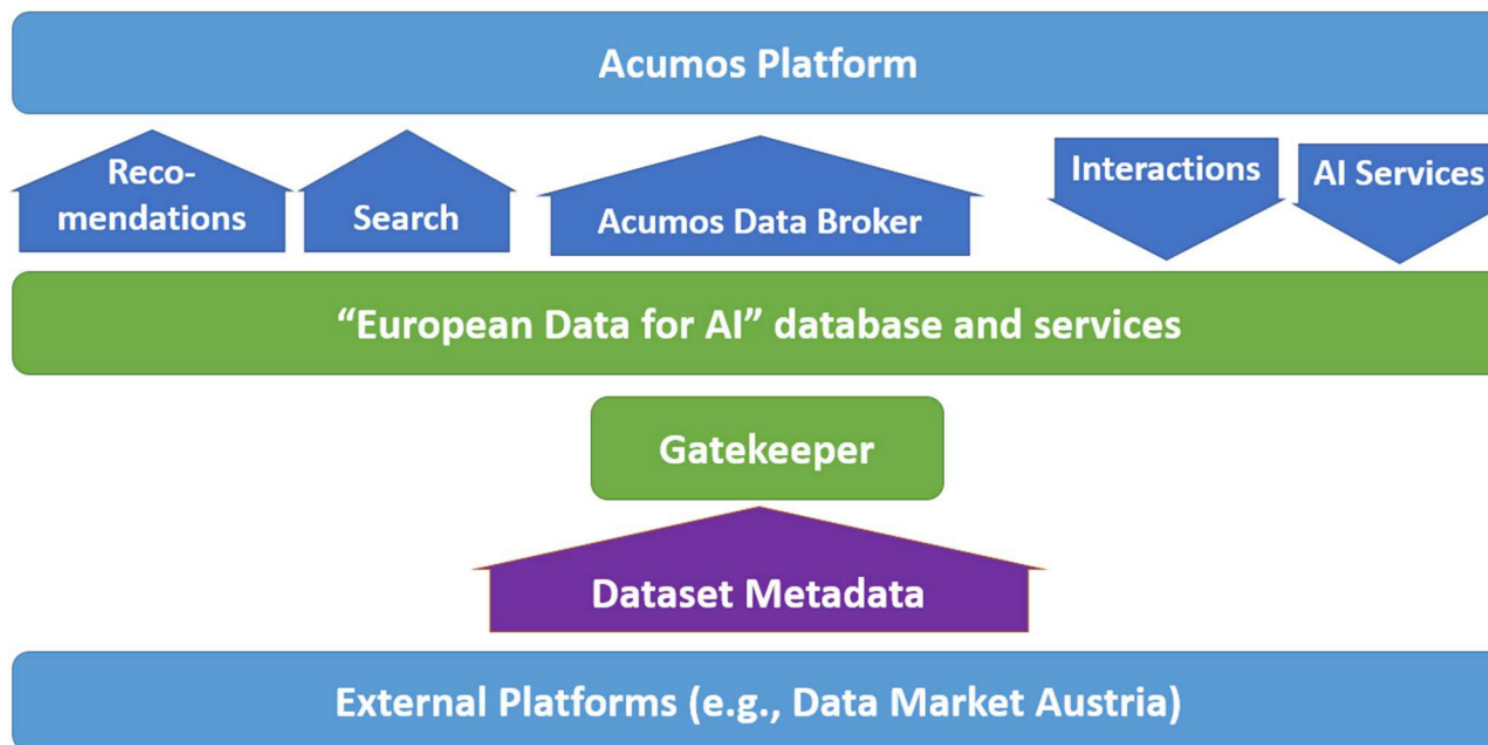 Acumos Platform
Reco-
mendations
Search
Acumos Data Broker
Interactions
AI Services
“European Data for AI” database and services
Gatekeeper
Dataset Metadata
External Platforms (e.g., Data Market Austria)